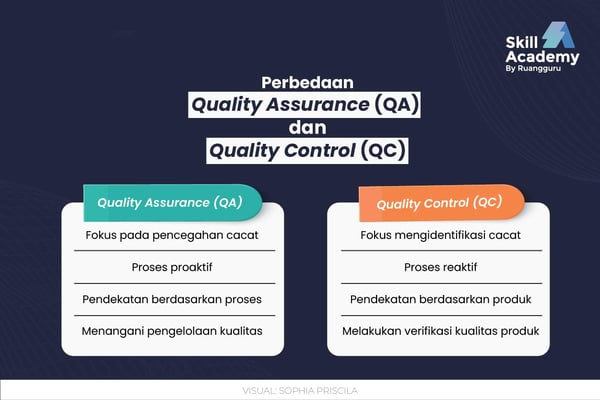 Skill
Academy
By Ruangguru
Perbedaan
Quality Assurance (QA)
dan
Quality Control (QC)
Quality Assurance (QA)
Fokus pada pencegahan cacat
Proses proaktif
Pendekatan berdasarkan proses
Menangani pengelolaan kualitas
Quality Control (QC)
Fokus mengidentifikasi cacat
Proses reaktif
Pendekatan berdasarkan produk
Melakukan verifikasi kualitas produk
VISUAL: SOPHIA PRISCILA